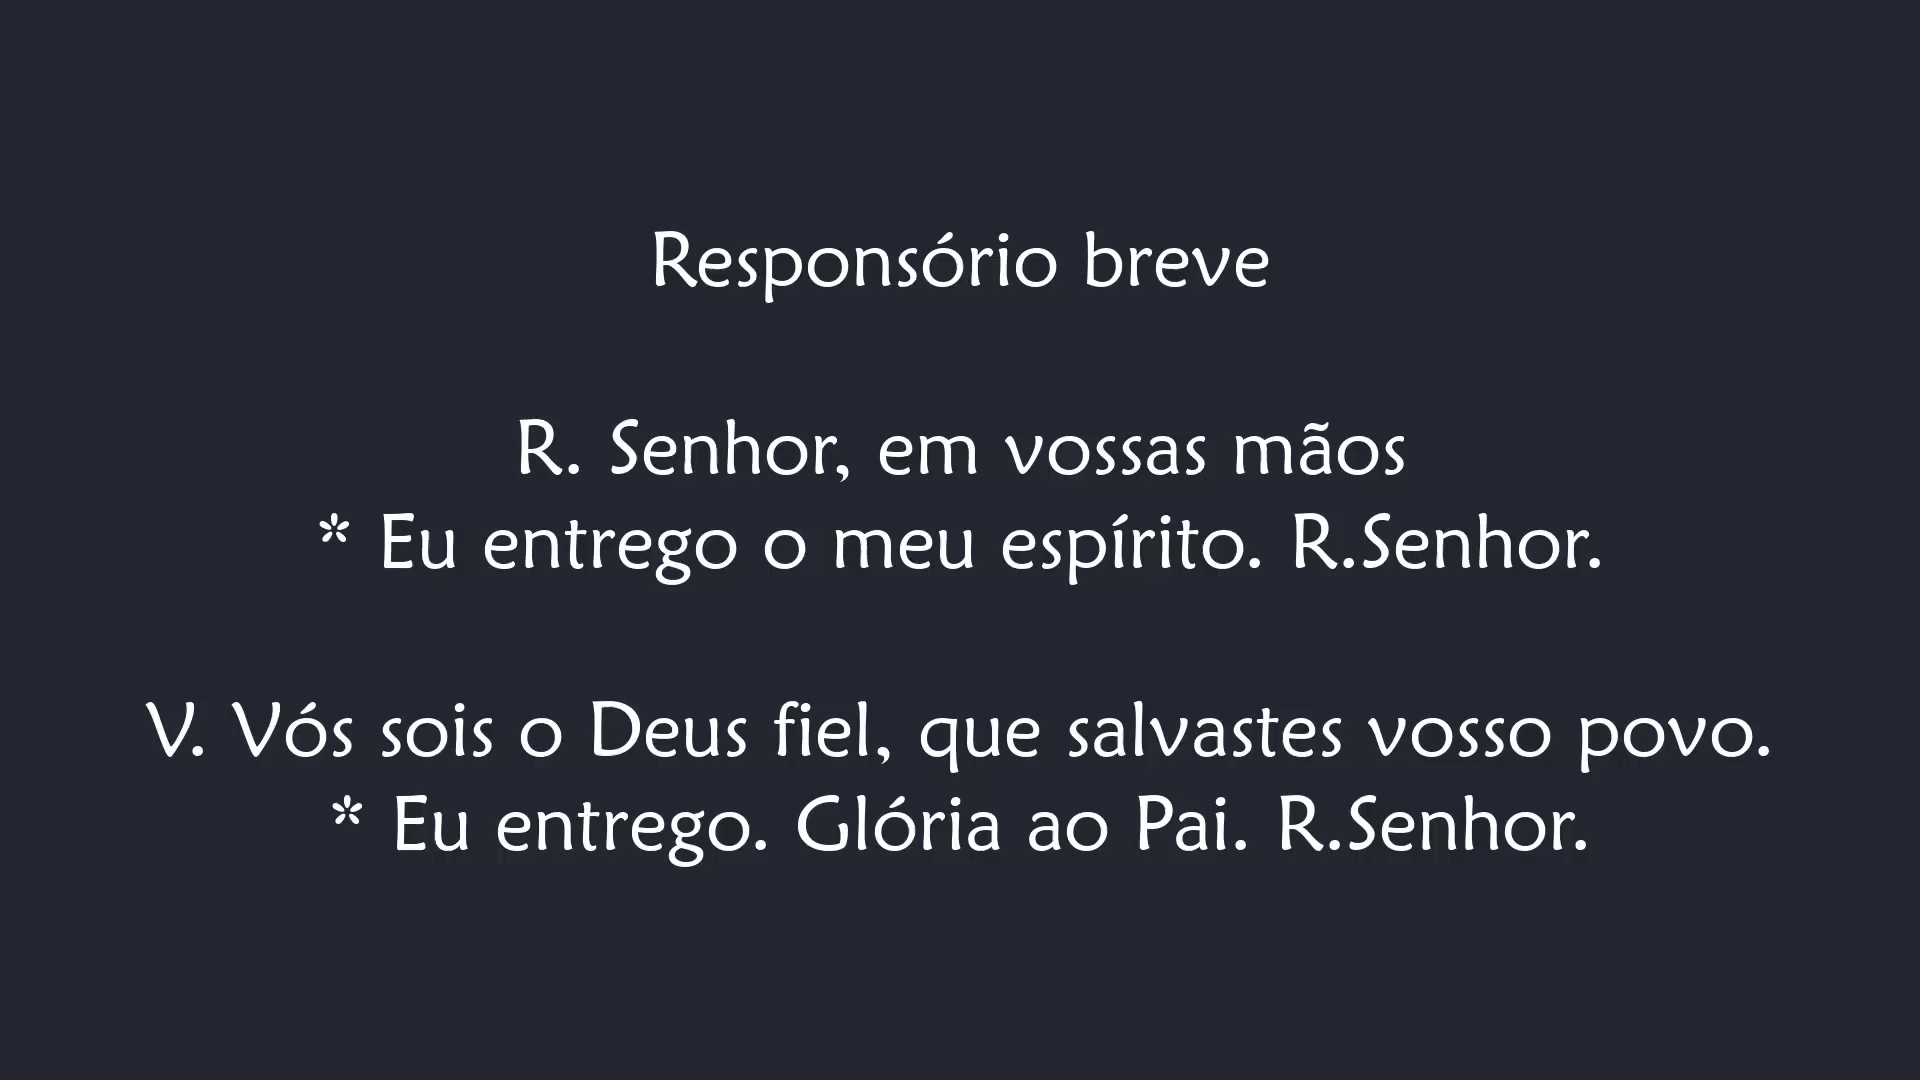 Responsório breve
R. Senhor, em vossas mãos
* Eu entrego o meu espírito. R.Senhor.
V. Vós sois o Deus fiel, que salvastes vosso povo.
* Eu entrego. Glória ao Pai. R.Senhor.